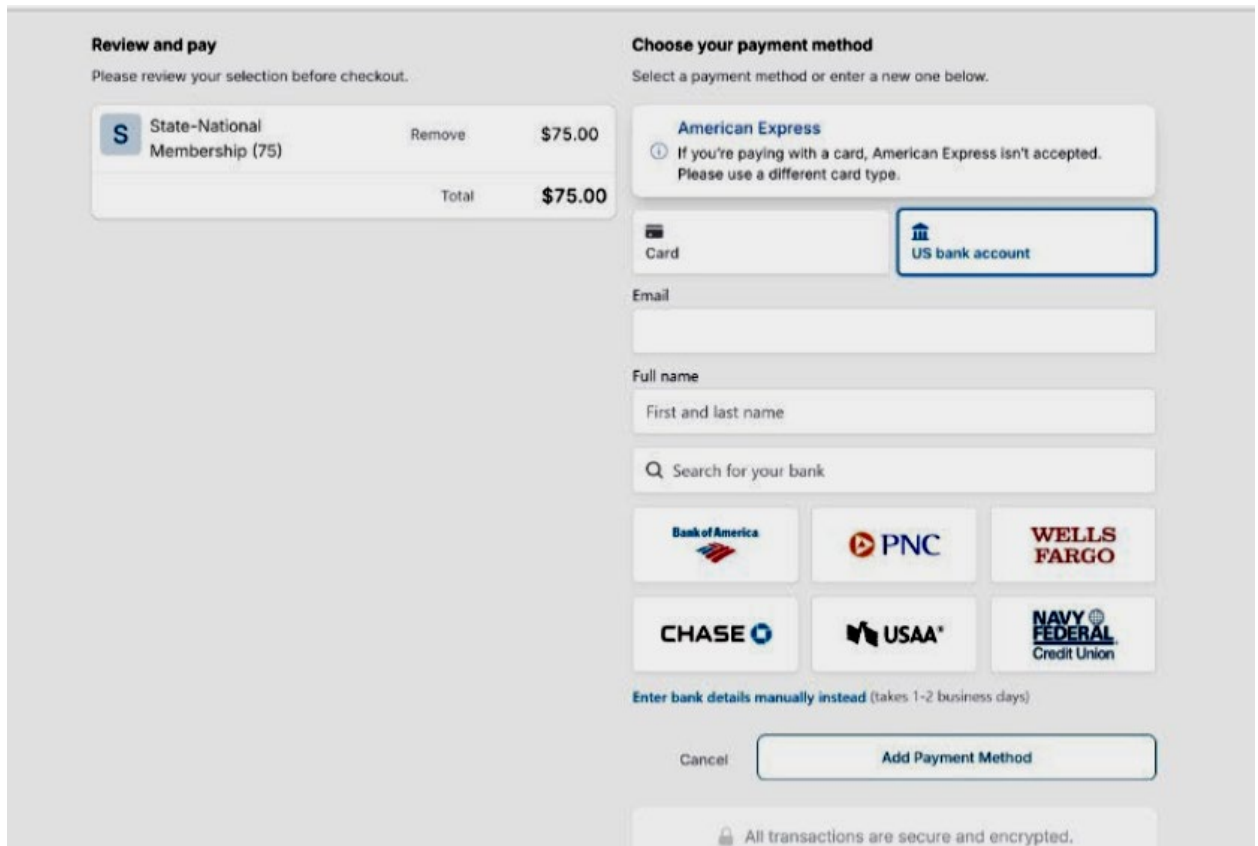 Review and pay
Please review your selection before checkout.
S
State-National
Membership (75)
Remove
$75.00
Total
$75.00
Choose your payment method
Select a payment method or enter a new one below.
American Express
If you're paying with a card, American Express isn't accepted.
Please use a different card type.
Card
US bank account
Email
Full name
First and last name
Search for your bank
Bank of America
PNC
WELLS
FARGO
CHASE
USAA®
NAVY
FEDERAL
Credit Union
Enter bank details manually instead (takes 1-2 business days)
Cancel
Add Payment Method
All transactions are secure and encrypted.